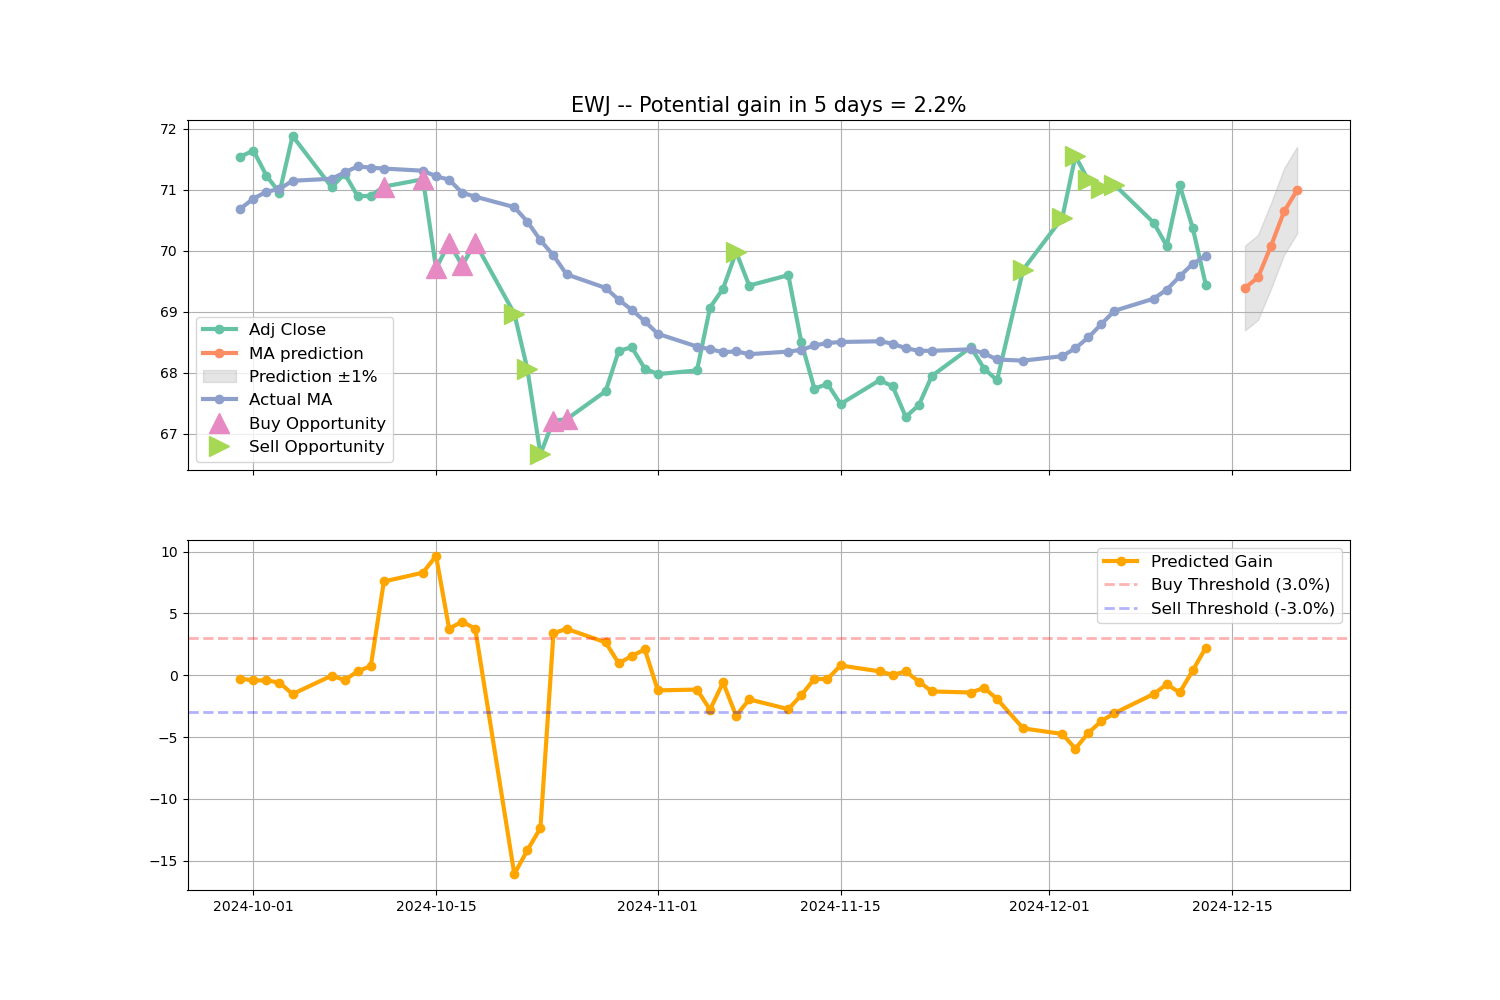 EWJ -- Potential gain in 5 days = 2.2%
72
71
70
69
68
67
Adj Close
MA prediction
Prediction ±1%
Actual MA
Buy Opportunity
Sell Opportunity
10
5
0
−5
−10
−15
Predicted Gain
Buy Threshold (3.0%)
Sell Threshold (-3.0%)
2024-10-01
2024-10-15
2024-11-01
2024-11-15
2024-12-01
2024-12-15